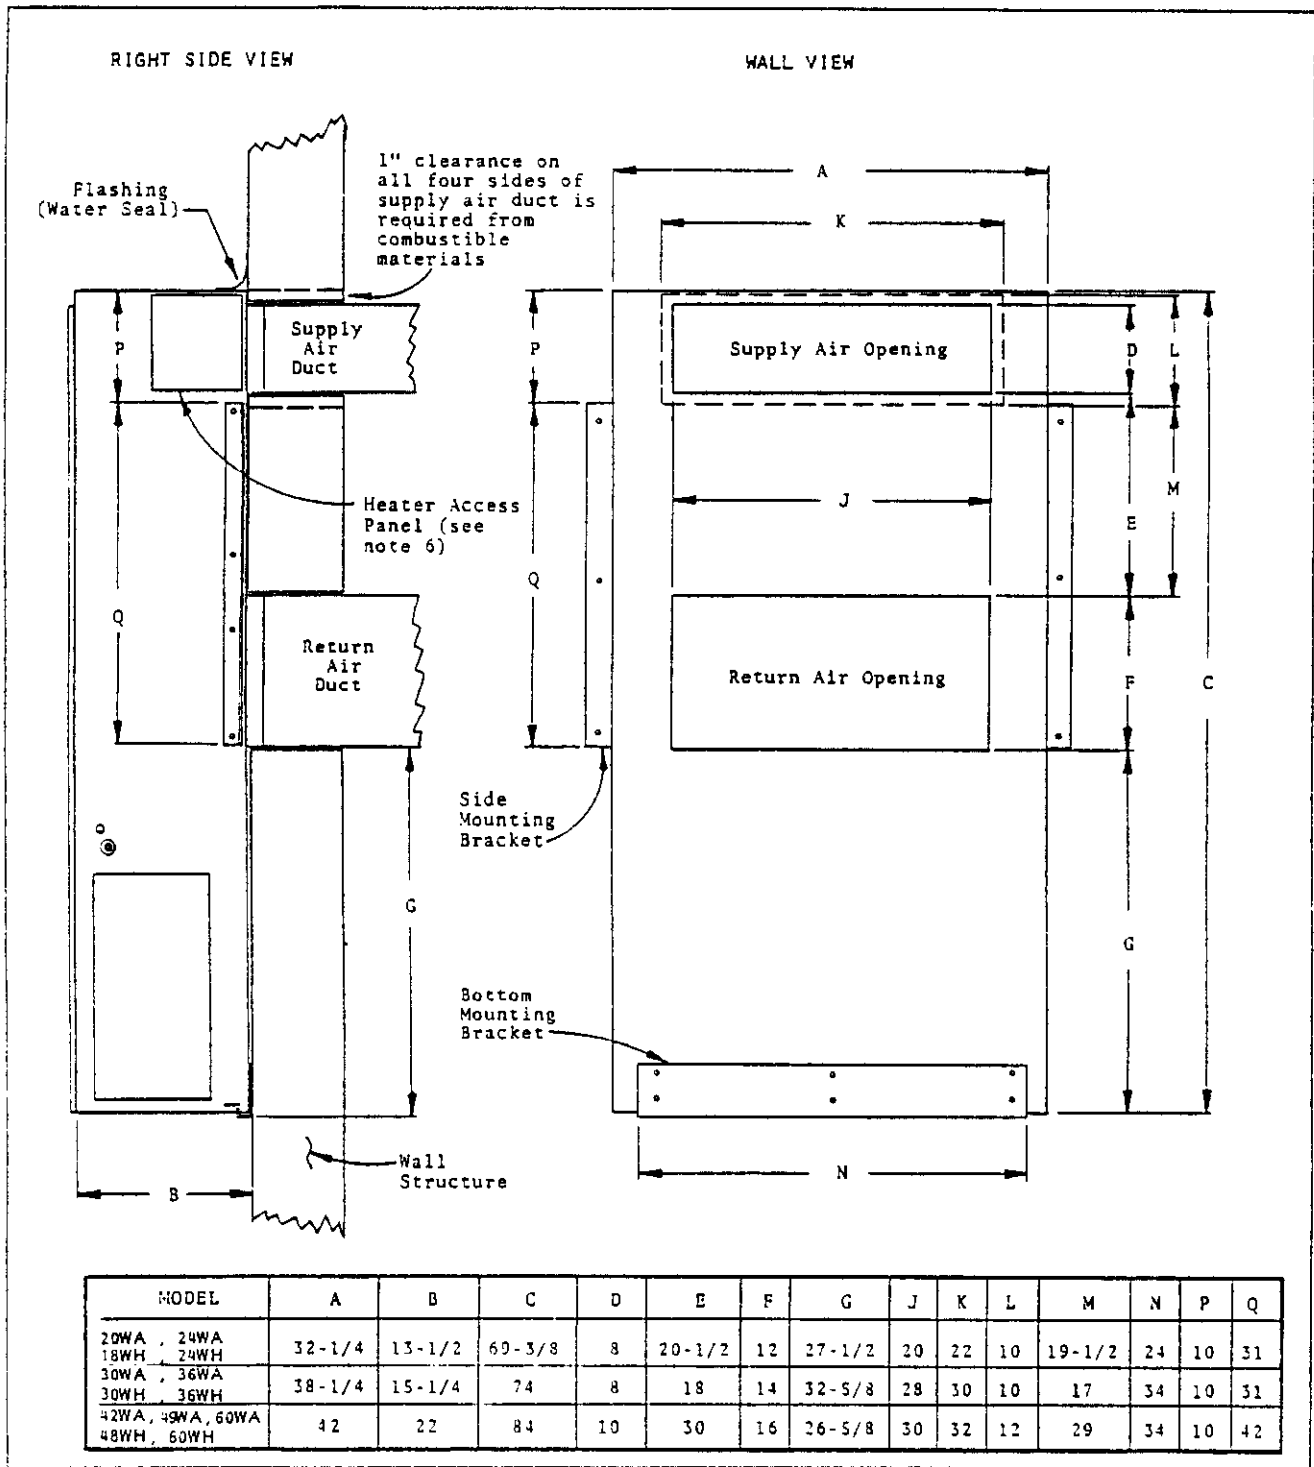 RIGHT SIDE VIEW
WALL VIEW
Flashing
(Water Seal)
1" clearance on
all four sides of
supply air duct is
required from
combustible
materials
A
K
P
Supply
Air
Duct
P
Supply Air Opening
D
L
Heater Access
Panel (see
note 6)
J
M
E
Q
Q
Return
Air
Duct
Return Air Opening
F
C
Side
Mounting
Bracket
G
G
Bottom
Mounting
Bracket
Wall
Structure
B
N
MODEL A B C D E F G J K L M N P Q
20WA , 24WA
18WH , 24WH 32-1/4 13-1/2 69-3/8 8 20-1/2 12 27-1/2 20 22 10 19-1/2 24 10 31
30WA , 36WA
30WH , 36WH 38-1/4 15-1/4 74 8 18 14 32-5/8 28 30 10 17 34 10 31
42WA, 49WA, 60WA
48WH, 60WH 42 22 84 10 30 16 26-5/8 30 32 12 29 34 10 42